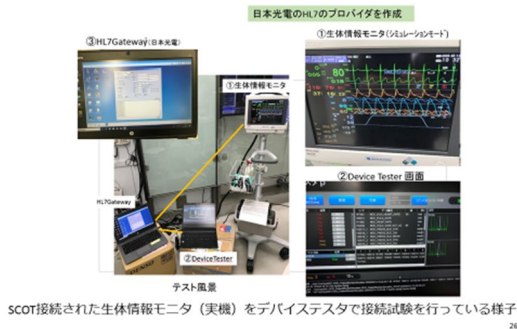 日本光電のHL7のプロバイダを作成
③HL7Gateway(日本光電)
①生体情報モニタ(シミュレーションモード)
①生体情報モニタ
80
②Device Tester 画面
HL7Gateway
②DeviceTester
テスト風景
SCOT接続された生体情報モニタ（実機）をデバイステスタで接続試験を行っている様子
26